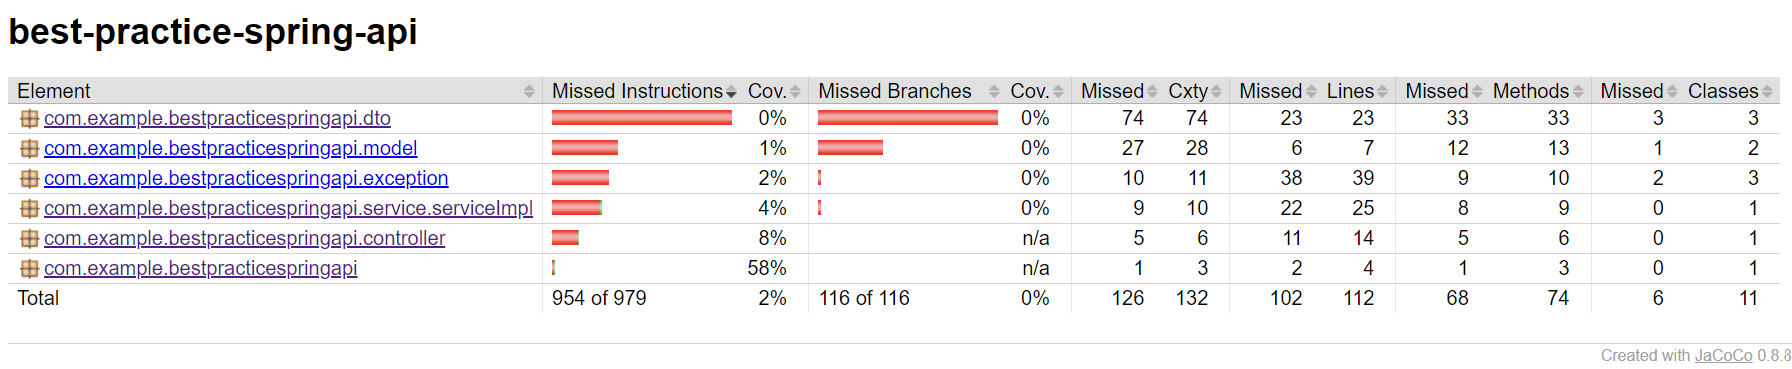 best-practice-spring-api
Element Missed Instructions Cov. Missed Branches Cov. Missed Cxty Missed Lines Missed Methods Missed Classes
com.example.bestpracticespringapi.dto 0% 0% 74 74 23 23 33 33 3 3
com.example.bestpracticespringapi.model 1% 0% 27 28 6 7 12 13 1 2
com.example.bestpracticespringapi.exception 2% 0% 10 11 38 39 9 10 2 3
com.example.bestpracticespringapi.service.serviceImpl 4% 0% 9 10 22 25 8 9 0 1
com.example.bestpracticespringapi.controller 8% n/a 5 6 11 14 5 6 0 1
com.example.bestpracticespringapi 58% n/a 1 3 2 4 1 3 0 1
Total 954 of 979 2% 116 of 116 0% 126 132 102 112 68 74 6 11
Created with JaCoCo 0.8.8